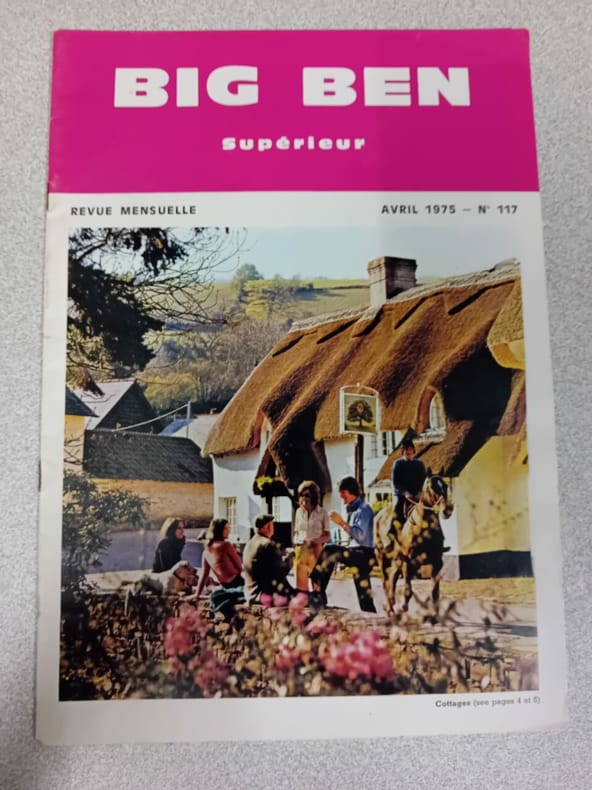 BIG BEN
Supérieur
REVUE MENSUELLE
AVRIL 1975 – N° 117
Cottages (see pages 4 et 5)